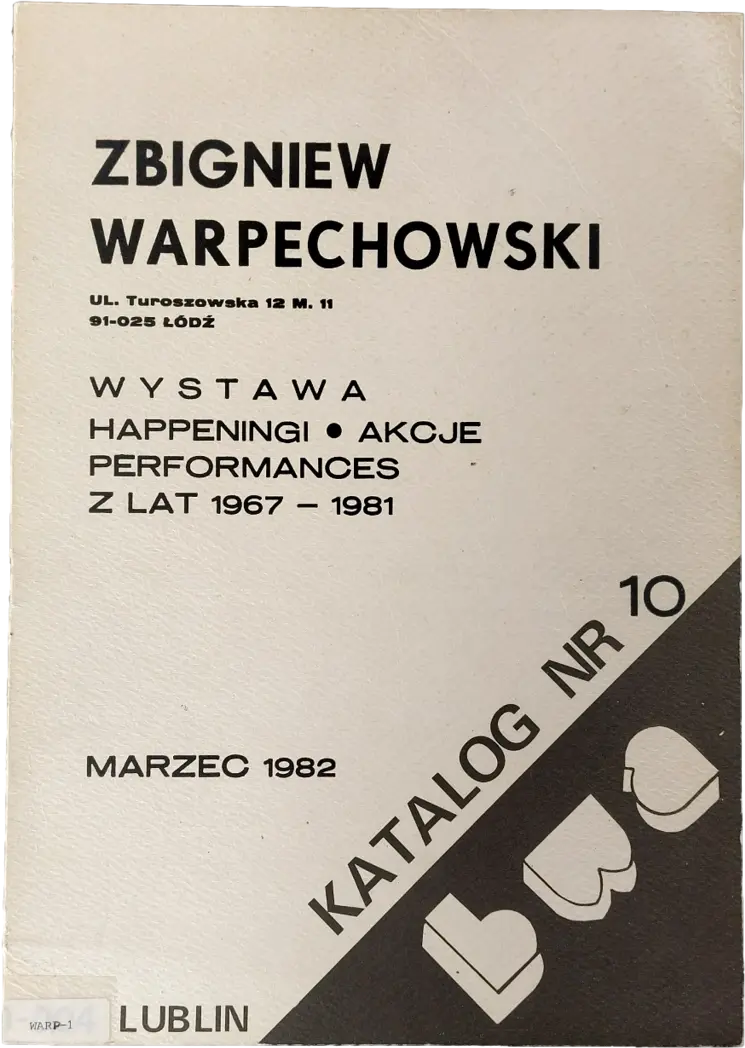 ZBIGNIEW
WARPECHOWSKI
UL. Turoszowska 12 M. 11
91-025 ŁÓDŹ
WYSTAWA
HAPPENINGI • AKCJE
PERFORMANCES
Z LAT 1967 – 1981
KATALOG NR 10
MARZEC 1982
bwa
WARP-1
LUBLIN